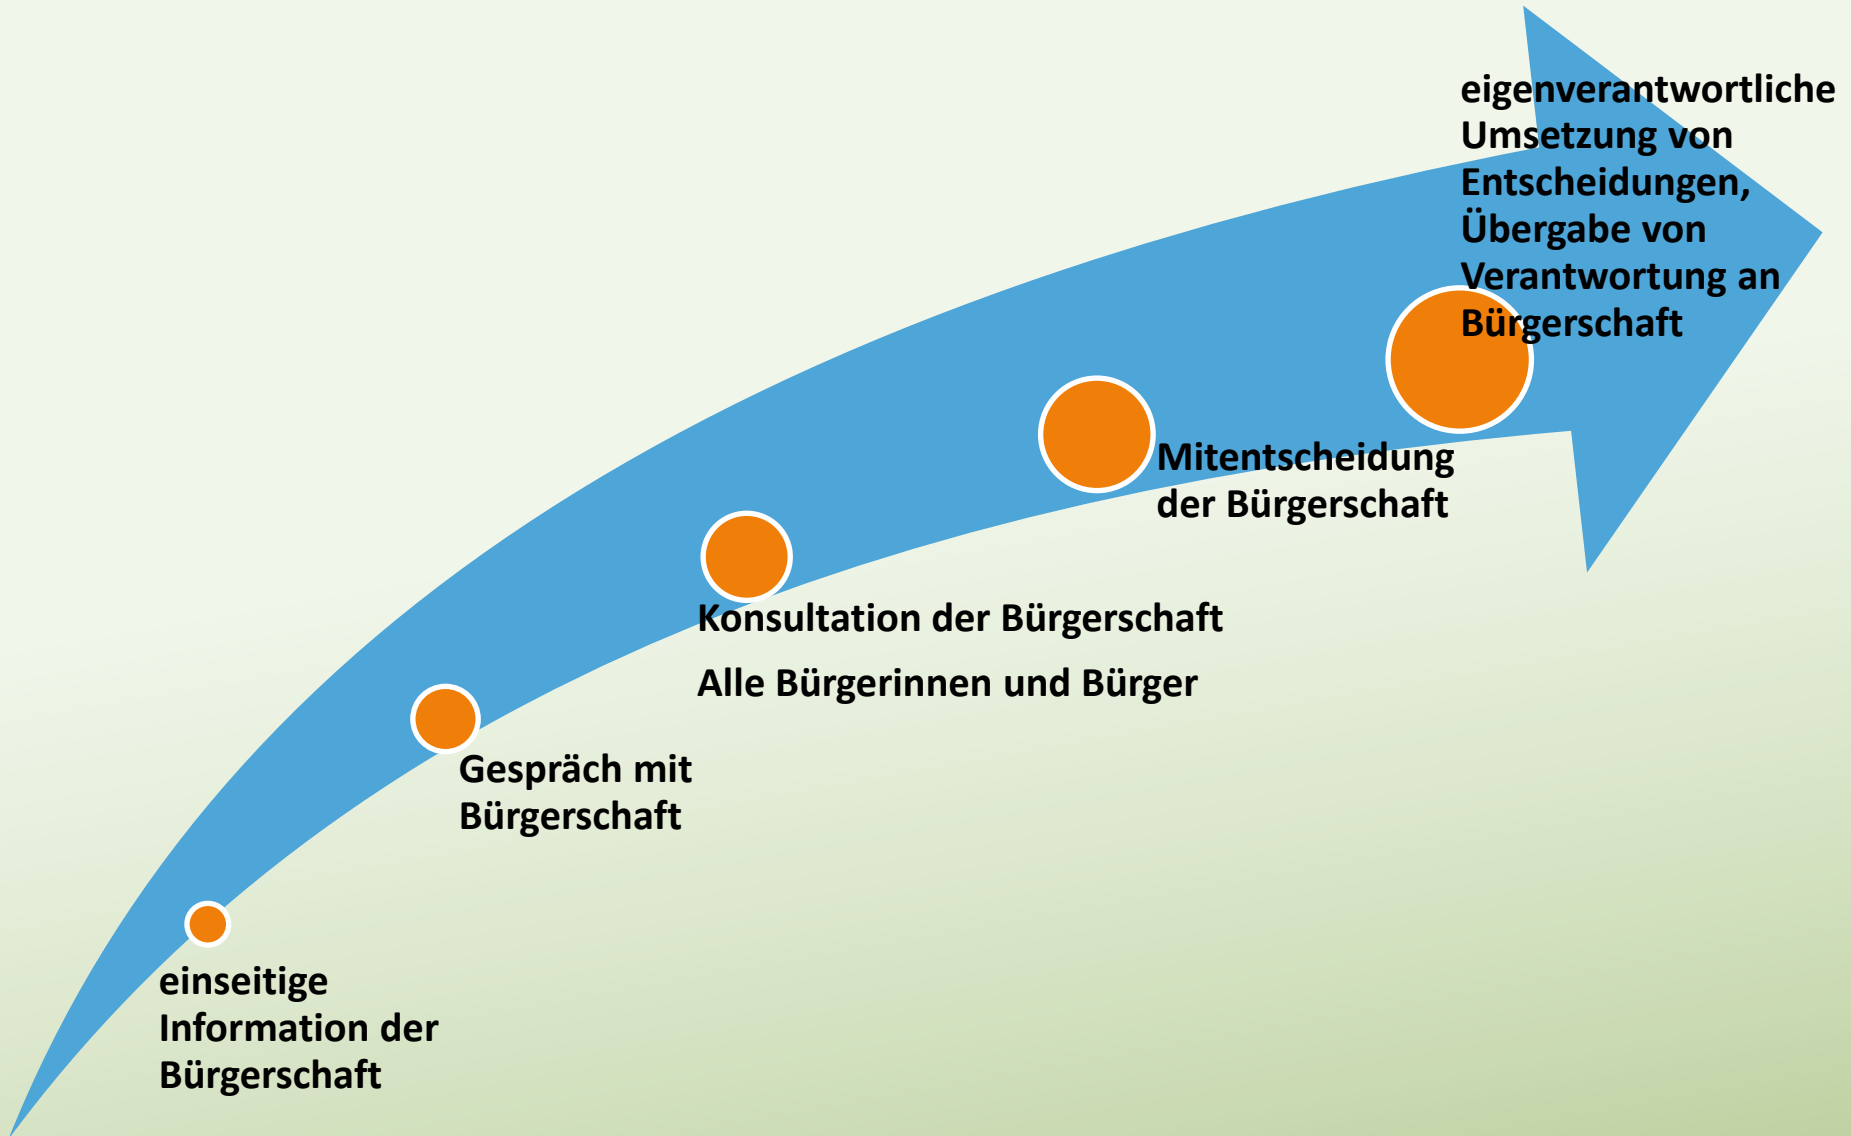 eigenverantwortliche
Umsetzung von
Entscheidungen,
Übergabe von
Verantwortung an
Bürgerschaft
Mitentscheidung
der Bürgerschaft
Konsultation der Bürgerschaft
Alle Bürgerinnen und Bürger
Gespräch mit
Bürgerschaft
einseitige
Information der
Bürgerschaft